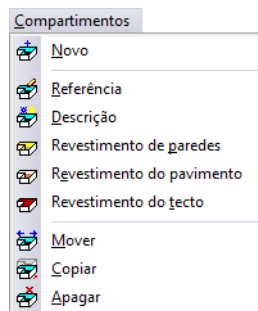 Compartimentos
Novo
Referência
Descrição
Revestimento de paredes
Revestimento do pavimento
Revestimento do tecto
Mover
Copiar
Apagar